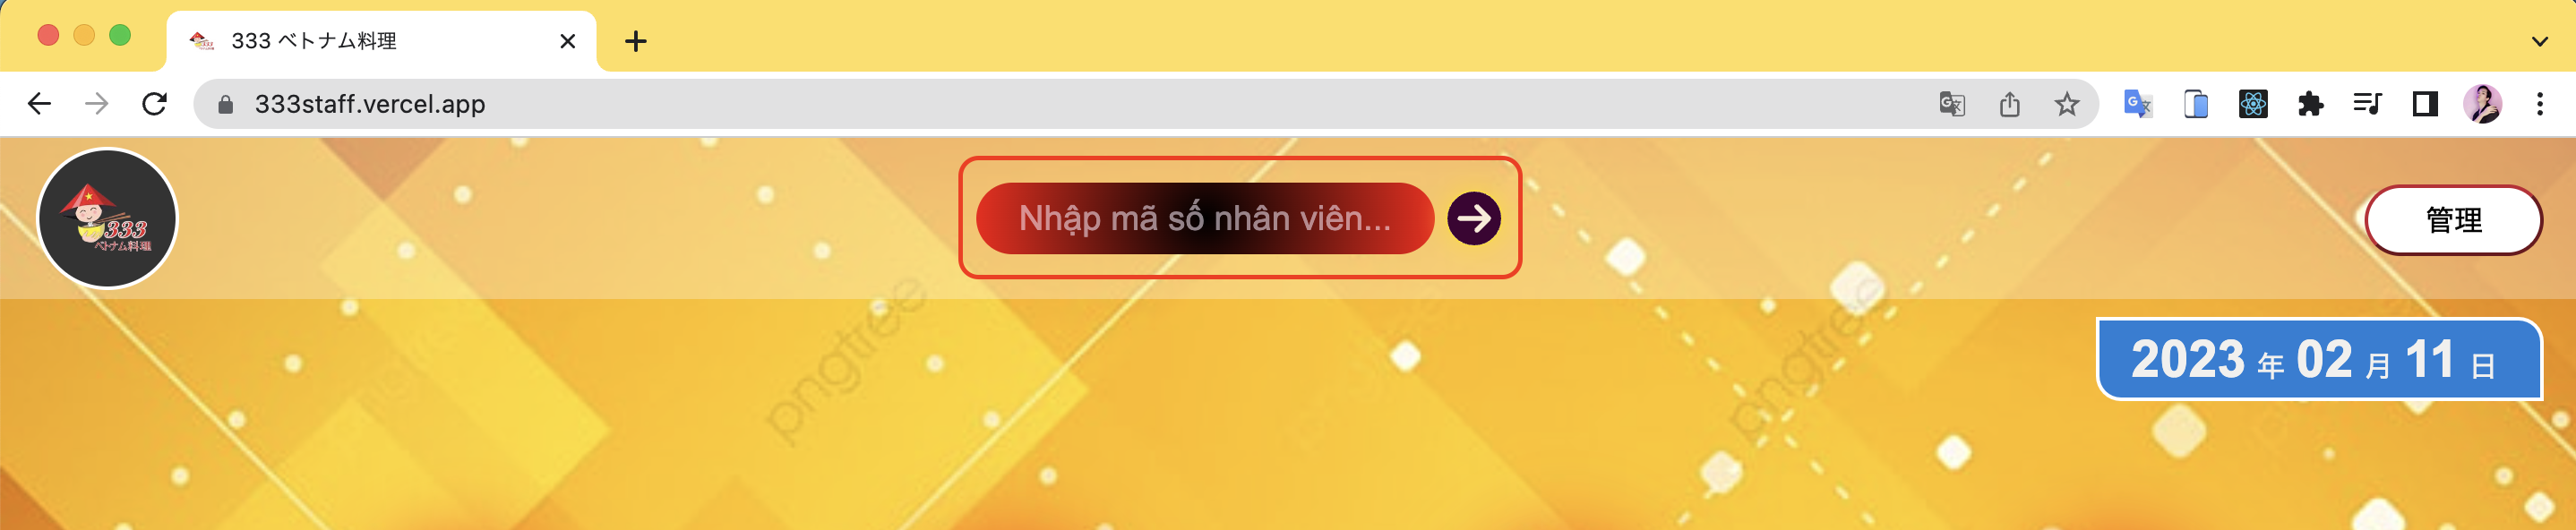 333 ベトナム料理
333staff.vercel.app
333
ベトナム料理
Nhập mã số nhân viên...
管理
2023 年 02 月 11 日
pngtree
pngtree